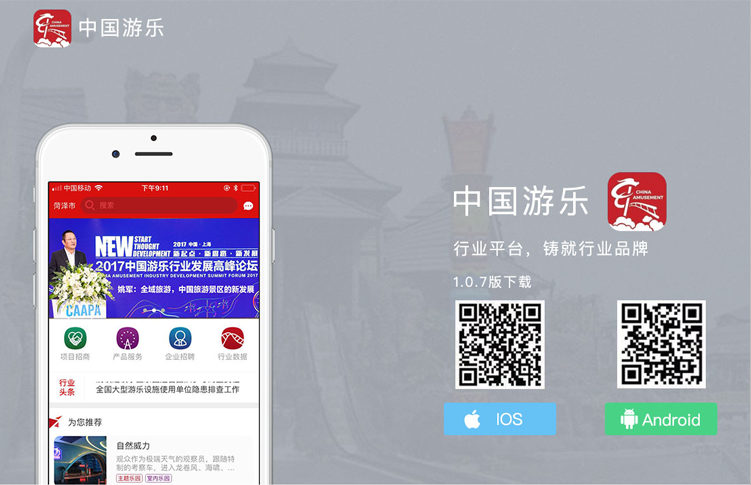 CHINA
AMUSEMENT
中国游乐
中国移动
下午9:11
菏泽市
搜索
NEW START
THOUGHT
DEVELOPMENT
2017 中国·上海
新起点·新思想·新发展
2017中国游乐行业发展高峰论坛
CHINA AMUSEMENT INDUSTRY DEVELOPMENT SUMMIT FORUM 2017
姚军：全域旅游，中国旅游景区的新发展
CAAPA
项目招商
产品服务
企业招聘
行业数据
行业
头条
全国大型游乐设施使用单位隐患排查工作
为您推荐
自然威力
观众作为极端天气的观察员，跟随特
制的考察车，进入龙卷风、海啸、...
主题乐园
室内乐园
中国游乐
CHINA
AMUSEMENT
行业平台，铸就行业品牌
1.0.7版下载
IOS
Android